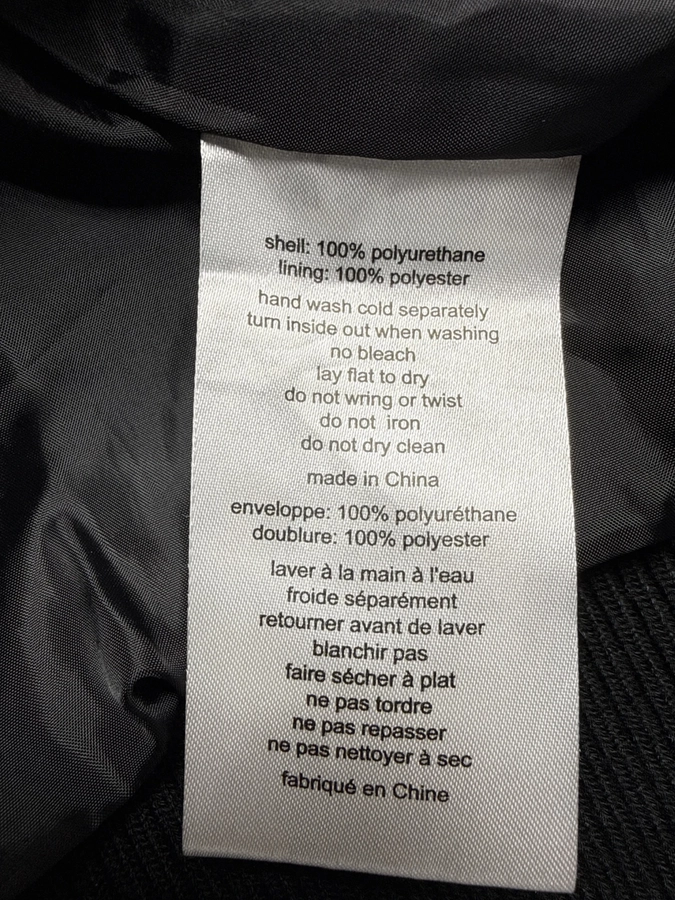 shell: 100% polyurethane
lining: 100% polyester
hand wash cold separately
turn inside out when washing
no bleach
lay flat to dry
do not wring or twist
do not iron
do not dry clean
made in China
enveloppe: 100% polyuréthane
doublure: 100% polyester
laver à la main à l'eau
froide séparément
retourner avant de laver
blanchir pas
faire sécher à plat
ne pas tordre
ne pas repasser
ne pas nettoyer à sec
fabriqué en Chine